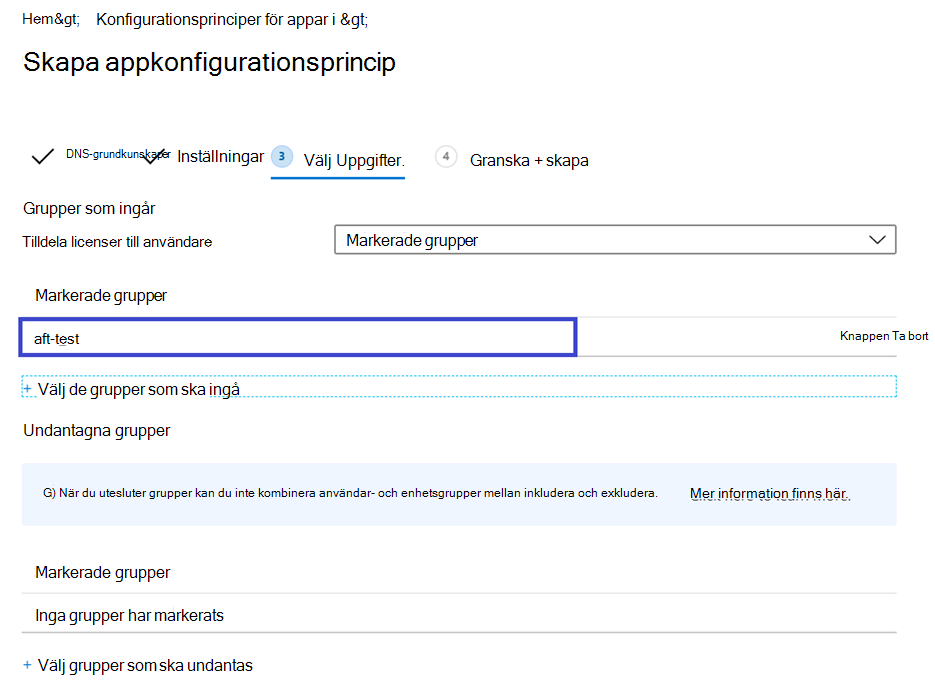 Hem&gt; Konfigurationsprinciper för appar i &gt;
Skapa appkonfigurationsprincip
DNS-grundkunskaper Inställningar 3 Välj Uppgifter. 4 Granska + skapa
Grupper som ingår
Tilldela licenser till användare Markerade grupper
Markerade grupper
aft-test Knappen Ta bort
+ Välj de grupper som ska ingå
Undantagna grupper
G) När du utesluter grupper kan du inte kombinera användar- och enhetsgrupper mellan inkludera och exkludera. Mer information finns här.
Markerade grupper
Inga grupper har markerats
+ Välj grupper som ska undantas